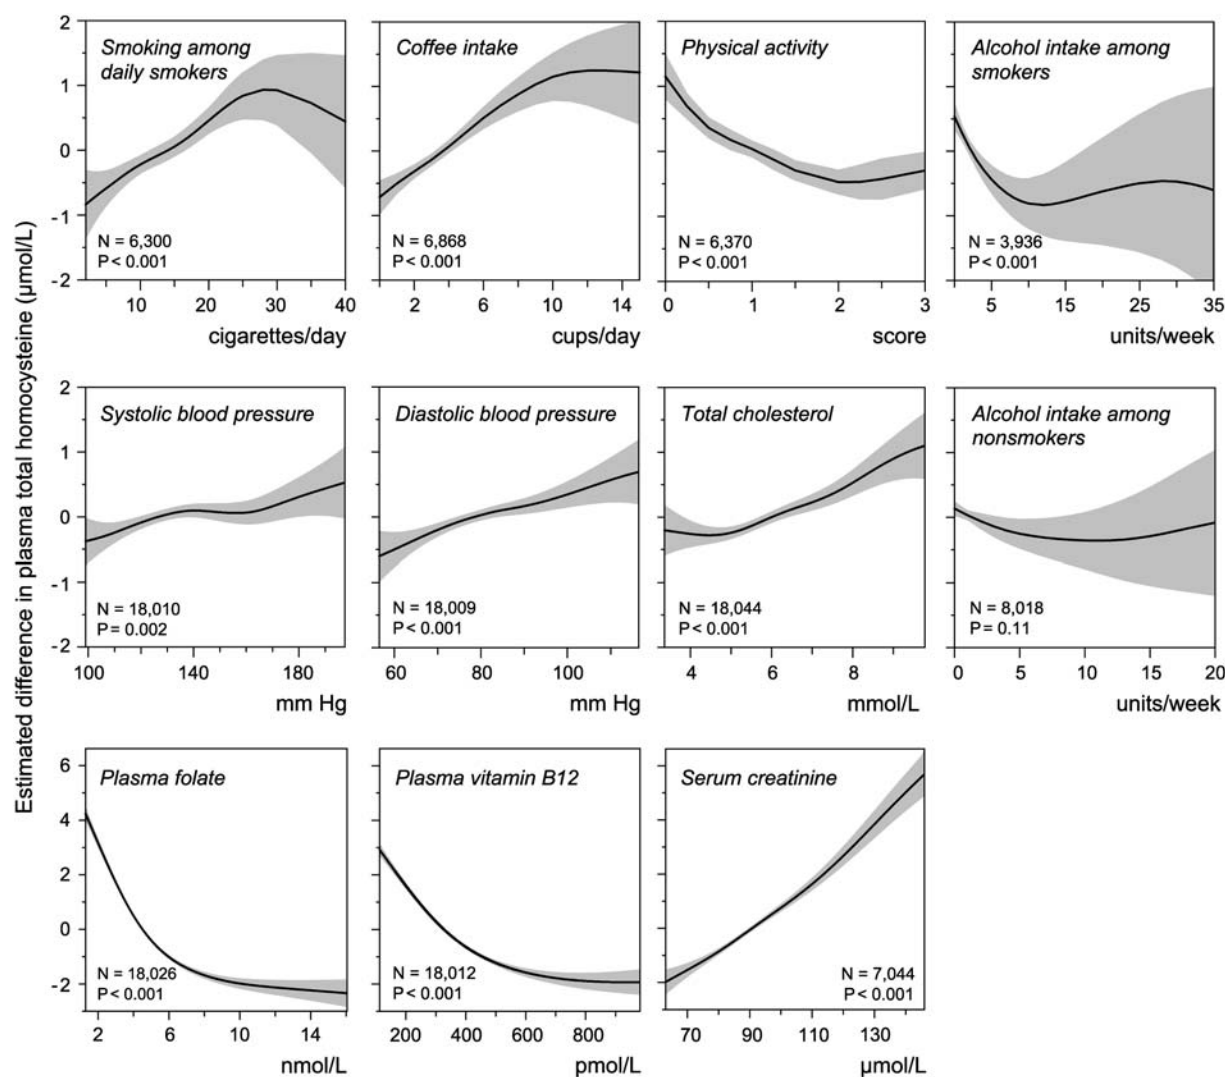 Estimated difference in plasma total homocysteine (μmol/L)
2
1
0
-1
-2
Smoking among
daily smokers
N = 6,300
P < 0.001
10
20
30
40
cigarettes/day
Coffee intake
N = 6,868
P < 0.001
2
6
10
14
cups/day
Physical activity
N = 6,370
P < 0.001
0
1
2
3
score
Alcohol intake among
smokers
N = 3,936
P < 0.001
5
15
25
35
units/week
2
1
0
-1
-2
Systolic blood pressure
N = 18,010
P = 0.002
100
140
180
mm Hg
Diastolic blood pressure
N = 18,009
P < 0.001
60
80
100
mm Hg
Total cholesterol
N = 18,044
P < 0.001
4
6
8
mmol/L
Alcohol intake among
nonsmokers
N = 8,018
P = 0.11
0
5
10
15
20
units/week
6
4
2
0
-2
Plasma folate
N = 18,026
P < 0.001
2
6
10
14
nmol/L
Plasma vitamin B12
N = 18,012
P < 0.001
200
400
600
800
pmol/L
Serum creatinine
N = 7,044
P < 0.001
70
90
110
130
μmol/L